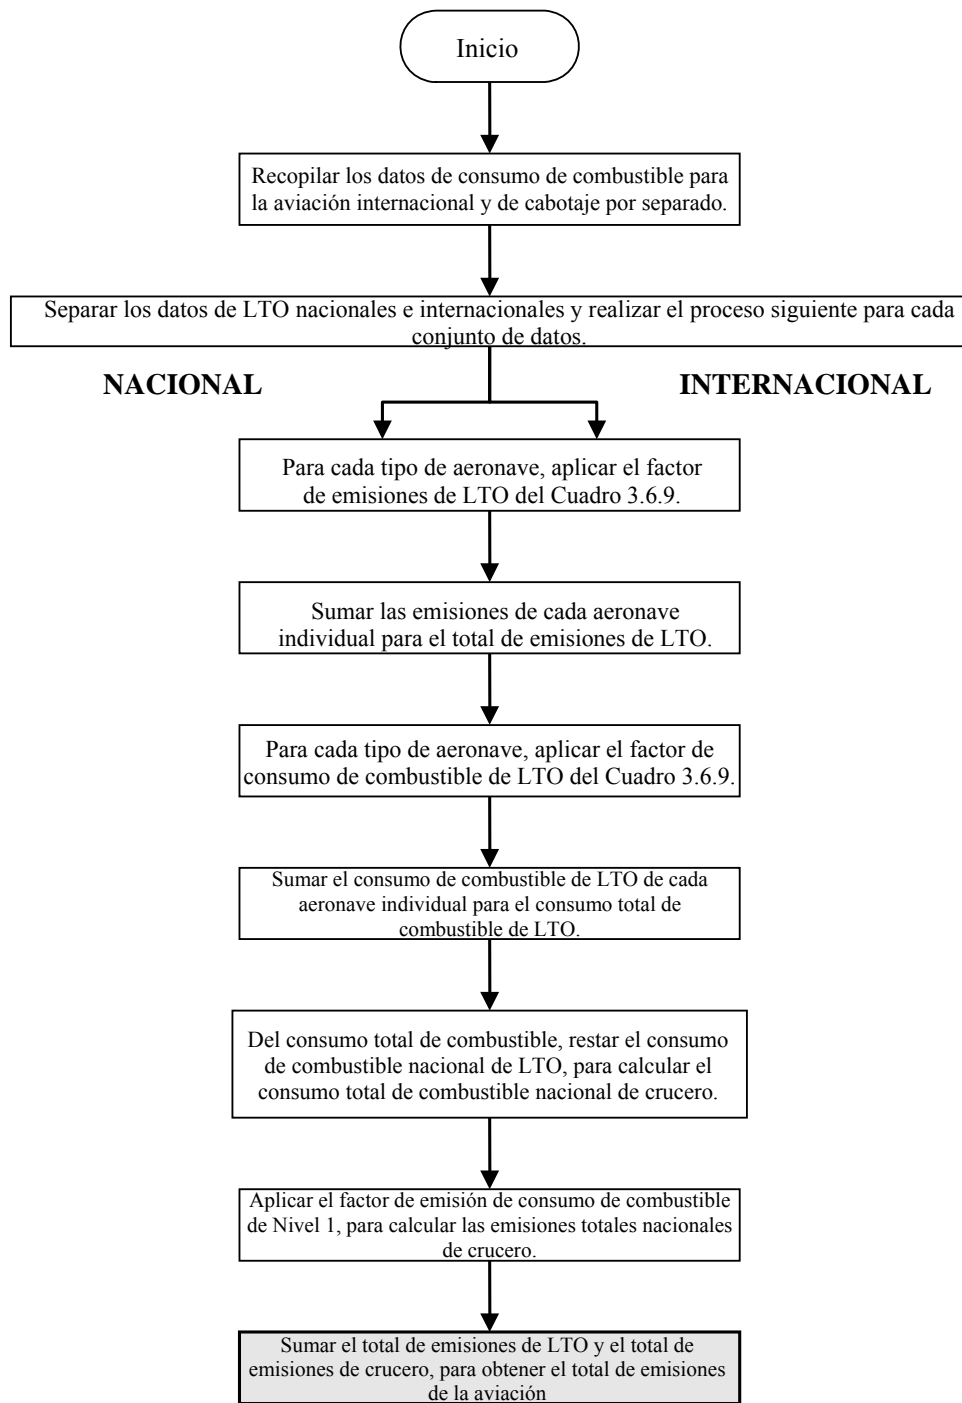 Inicio
Recopilar los datos de consumo de combustible para
la aviación internacional y de cabotaje por separado.
Separar los datos de LTO nacionales e internacionales y realizar el proceso siguiente para cada
conjunto de datos.
NACIONAL
INTERNACIONAL
Para cada tipo de aeronave, aplicar el factor
de emisiones de LTO del Cuadro 3.6.9.
Sumar las emisiones de cada aeronave
individual para el total de emisiones de LTO.
Para cada tipo de aeronave, aplicar el factor de
consumo de combustible de LTO del Cuadro 3.6.9.
Sumar el consumo de combustible de LTO de cada
aeronave individual para el consumo total de
combustible de LTO.
Del consumo total de combustible, restar el consumo
de combustible nacional de LTO, para calcular el
consumo total de combustible nacional de crucero.
Aplicar el factor de emisión de consumo de combustible
de Nivel 1, para calcular las emisiones totales nacionales
de crucero.
Sumar el total de emisiones de LTO y el total de
emisiones de crucero, para obtener el total de emisiones
de la aviación